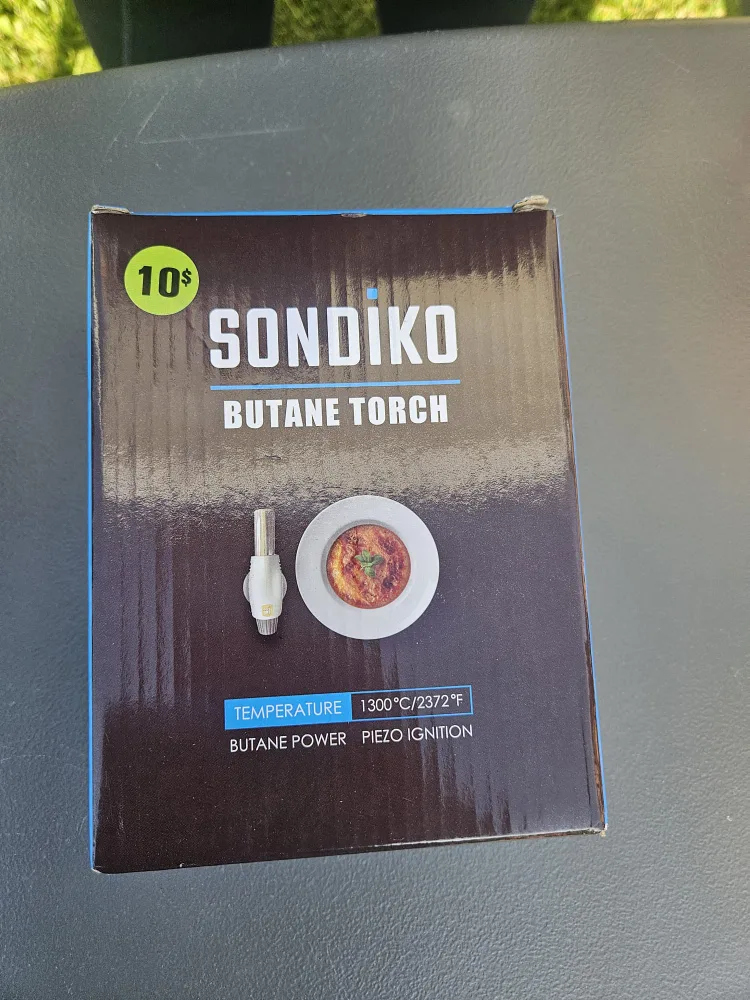 10$
SONDiKO
BUTANE TORCH
TEMPERATURE 1300°C/2372°F
BUTANE POWER PIEZO IGNITION